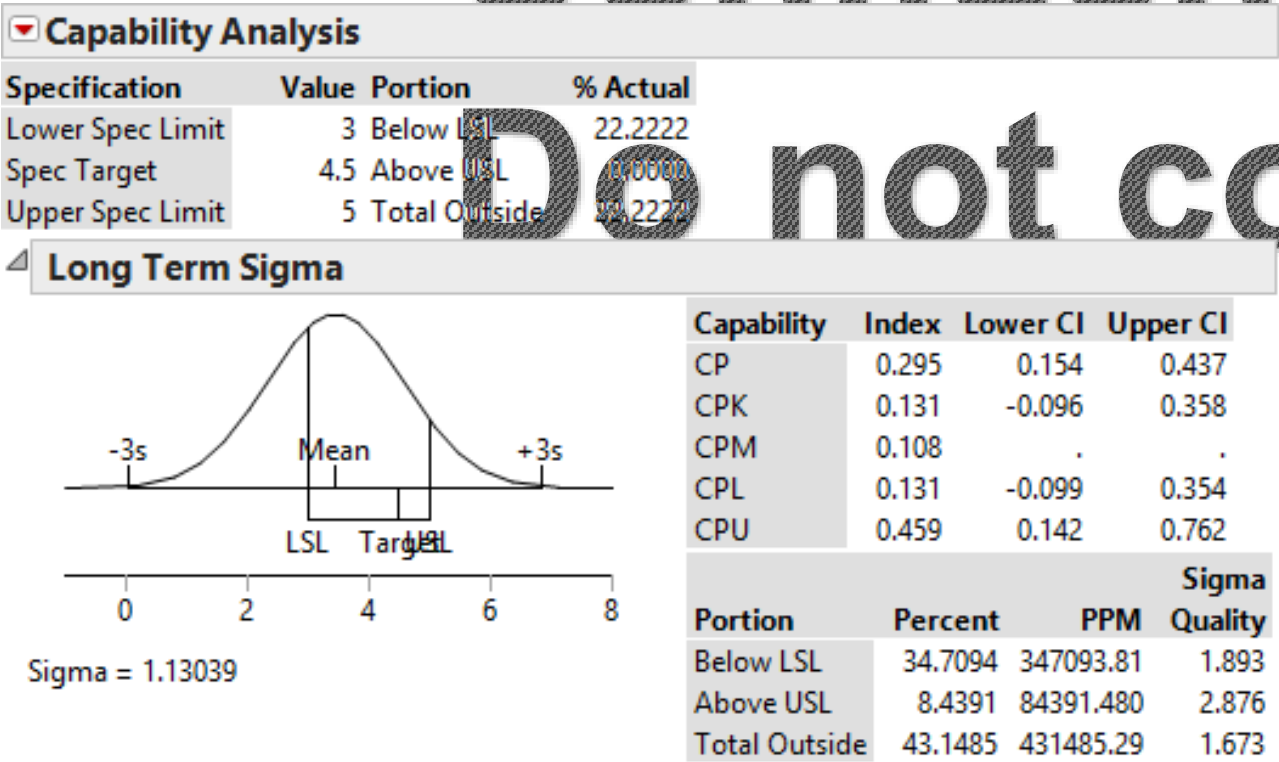 Capability Analysis
Specification Value Portion % Actual
Lower Spec Limit 3 Below LSL 22.2222
Spec Target 4.5 Above USL 0.0000
Upper Spec Limit 5 Total Outside 22.2222
Do not co
Long Term Sigma
-3s Mean +3s
LSL Target USL
0 2 4 6 8
Sigma = 1.13039
Capability Index Lower CI Upper CI
CP 0.295 0.154 0.437
CPK 0.131 -0.096 0.358
CPM 0.108 . .
CPL 0.131 -0.099 0.354
CPU 0.459 0.142 0.762
Sigma
Portion Percent PPM Quality
Below LSL 34.7094 347093.81 1.893
Above USL 8.4391 84391.480 2.876
Total Outside 43.1485 431485.29 1.673